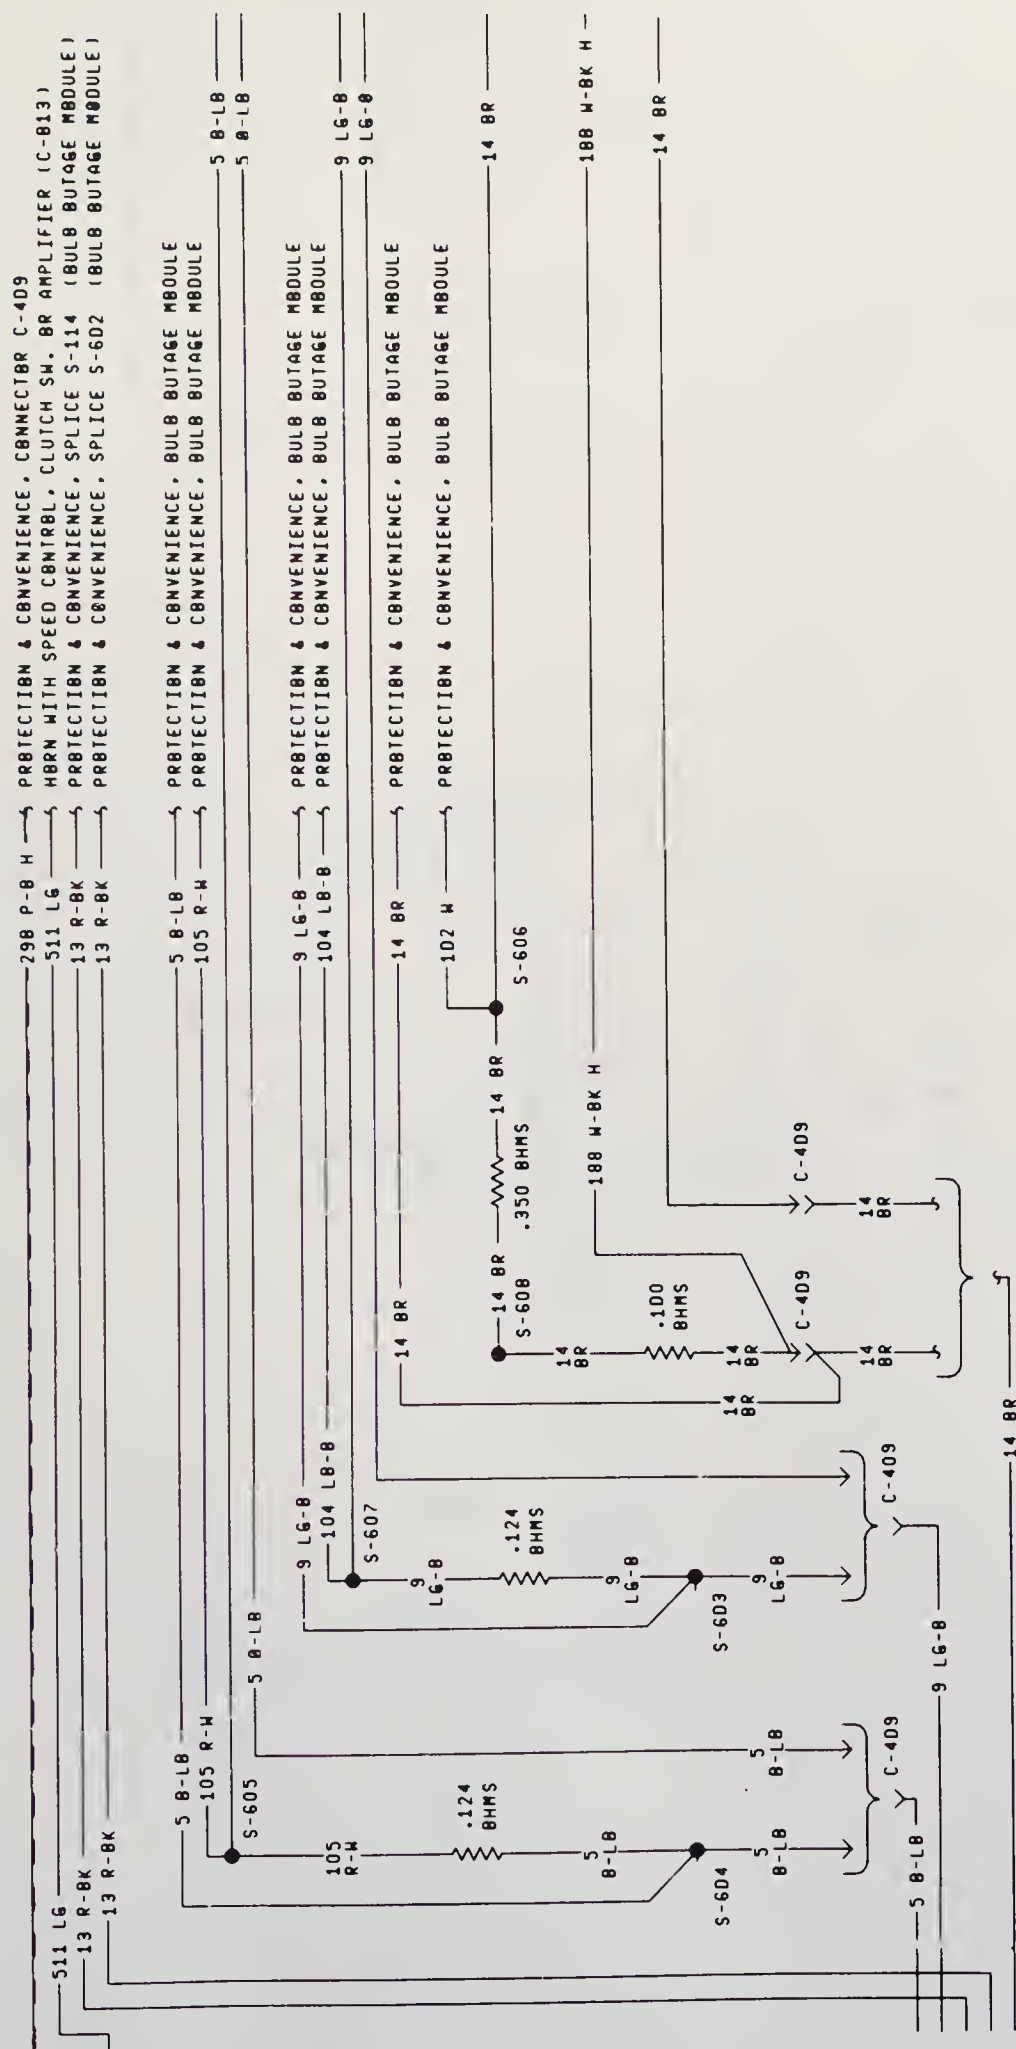 298 P-O H PROTECTION & CONVENIENCE, CONNECTOR C-409
511 LG 511 LG HORN WITH SPEED CONTROL, CLUTCH SW. OR AMPLIFIER (C-813)
13 R-BK 13 R-BK PROTECTION & CONVENIENCE, SPLICE S-114 (BULB OUTAGE MODULE)
13 R-BK 13 R-BK PROTECTION & CONVENIENCE, SPLICE S-602 (BULB OUTAGE MODULE)
5 O-LB 5 O-LB PROTECTION & CONVENIENCE, BULB OUTAGE MODULE
105 R-W 105 R-W PROTECTION & CONVENIENCE, BULB OUTAGE MODULE
5 O-LB
S-605
5 O-LB 5 O-LB
9 LG-O 9 LG-O PROTECTION & CONVENIENCE, BULB OUTAGE MODULE
104 LB-O 104 LB-O PROTECTION & CONVENIENCE, BULB OUTAGE MODULE
9 LG-O
S-607
9 LG-O
14 BR 14 BR PROTECTION & CONVENIENCE, BULB OUTAGE MODULE
102 W PROTECTION & CONVENIENCE, BULB OUTAGE MODULE
14 BR 14 BR 14 BR
S-608 .350 OHMS S-606
105
R-W
9
LG-O
.124
OHMS
.124
OHMS
14
BR
188 W-BK H 188 W-BK H
5
O-LB
9
LG-O
.100
OHMS
14 BR
S-604
S-603
5
O-LB
5
O-LB
9
LG-O
14
BR
14
BR
C-409
C-409
14
BR
14
BR
C-409
C-409
5 O-LB
9 LG-O
14 BR